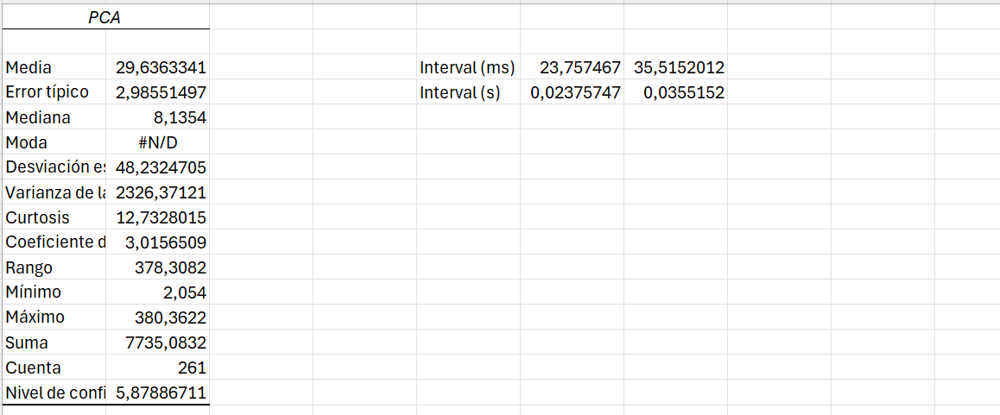 PCA
Media 29,6363341 Interval (ms) 23,757467 35,5152012
Error típico 2,98551497 Interval (s) 0,02375747 0,0355152
Mediana 8,1354
Moda #N/D
Desviación es 48,2324705
Varianza de la 2326,37121
Curtosis 12,7328015
Coeficiente d 3,0156509
Rango 378,3082
Mínimo 2,054
Máximo 380,3622
Suma 7735,0832
Cuenta 261
Nivel de confi 5,87886711